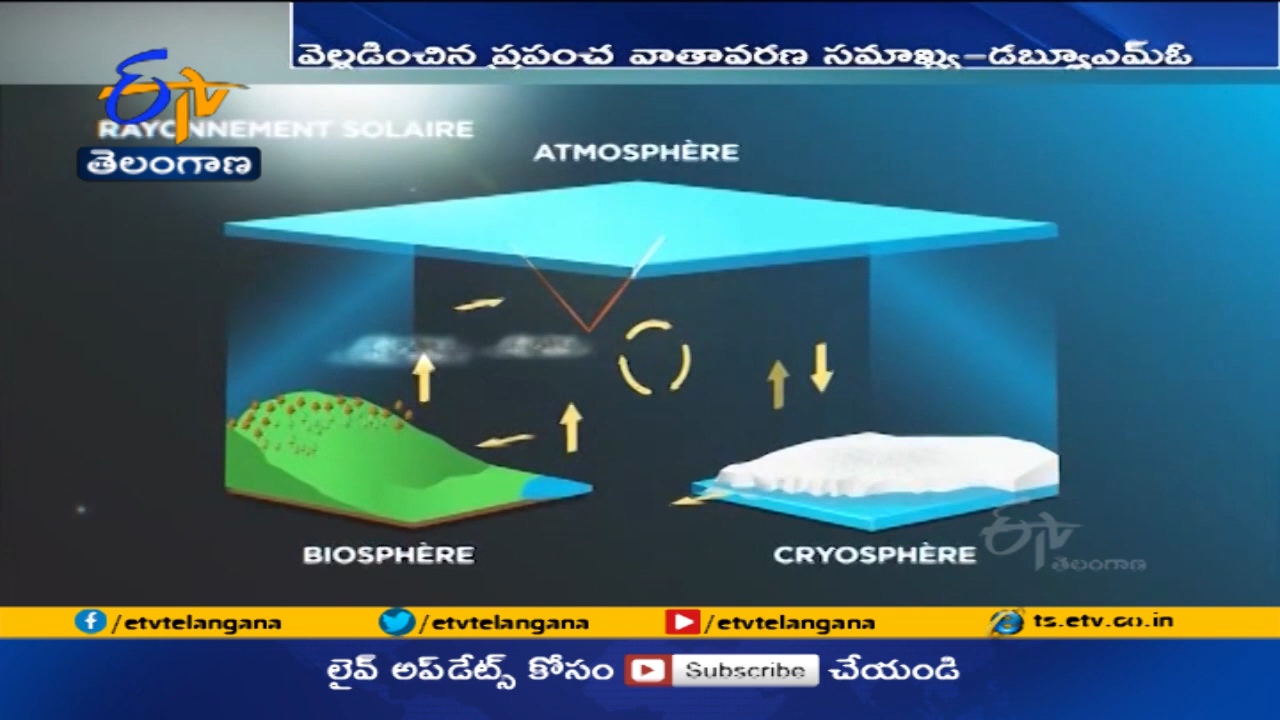 వెల్లడించిన ప్రపంచ వాతావరణ సమాఖ్య-డబ్ల్యూఎమ్ఓ
ETV
RAYONNEMENT SOLAIRE
తెలంగాణ
ATMOSPHÈRE
BIOSPHÈRE
CRYOSPHÈRE
ETV
తెలంగాణ
/etvtelangana /etvtelangana /etvtelangana ts.etv.co.in
లైవ్ అప్‌డేట్స్ కోసం Subscribe చేయండి